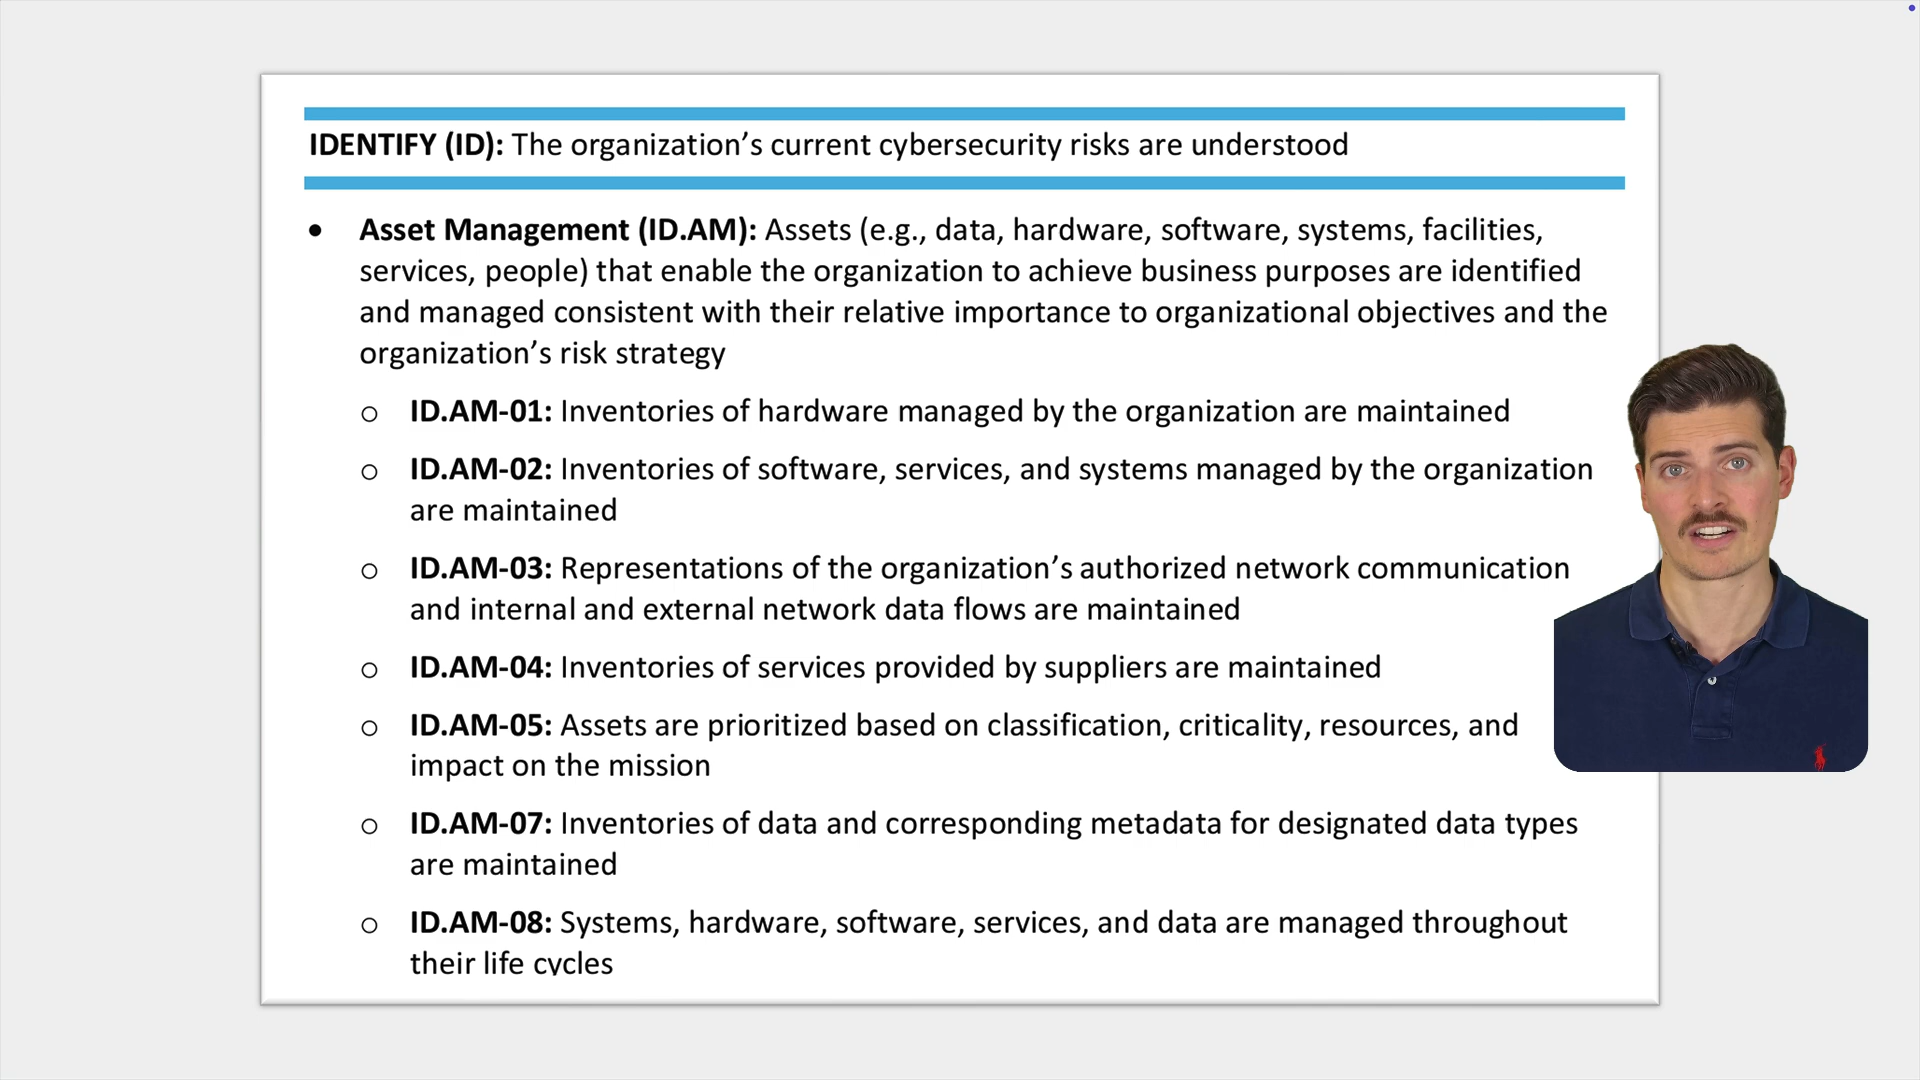 IDENTIFY (ID): The organization’s current cybersecurity risks are understood
• Asset Management (ID.AM): Assets (e.g., data, hardware, software, systems, facilities,
services, people) that enable the organization to achieve business purposes are identified
and managed consistent with their relative importance to organizational objectives and the
organization’s risk strategy
o ID.AM-01: Inventories of hardware managed by the organization are maintained
o ID.AM-02: Inventories of software, services, and systems managed by the organization
are maintained
o ID.AM-03: Representations of the organization’s authorized network communication
and internal and external network data flows are maintained
o ID.AM-04: Inventories of services provided by suppliers are maintained
o ID.AM-05: Assets are prioritized based on classification, criticality, resources, and
impact on the mission
o ID.AM-07: Inventories of data and corresponding metadata for designated data types
are maintained
o ID.AM-08: Systems, hardware, software, services, and data are managed throughout
their life cycles